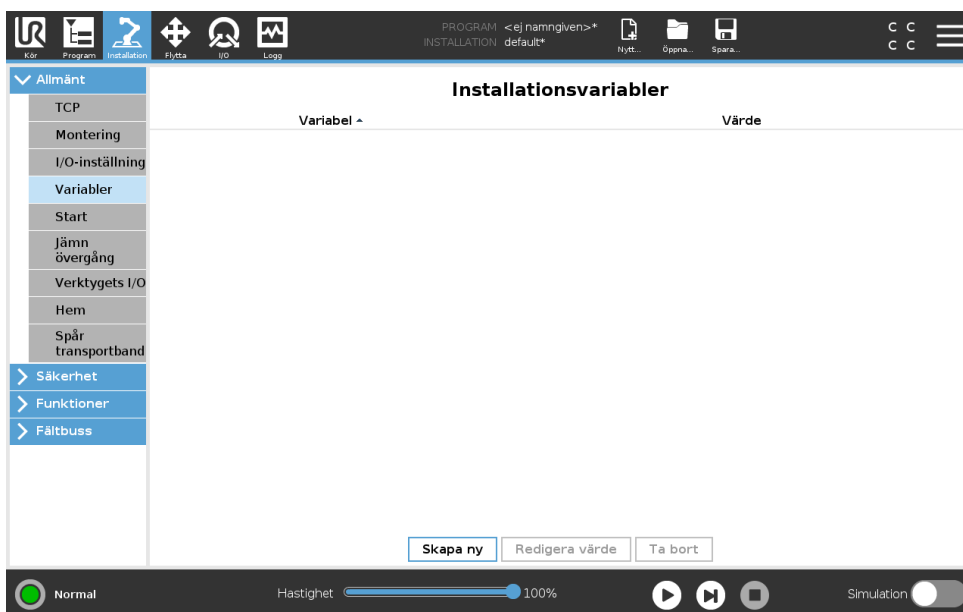 UR
Kör
Program
Installation
Flytta
I/O
Logg
PROGRAM <ej namngiven>*
INSTALLATION default*
Nytt...
Öppna...
Spara...
C C
C C
Allmänt
TCP
Montering
I/O-inställning
Variabler
Start
Jämn
övergång
Verktygets I/O
Hem
Spår
transportband
Säkerhet
Funktioner
Fältbuss
Installationsvariabler
Variabel
Värde
Skapa ny
Redigera värde
Ta bort
Normal
Hastighet
100%
Simulation